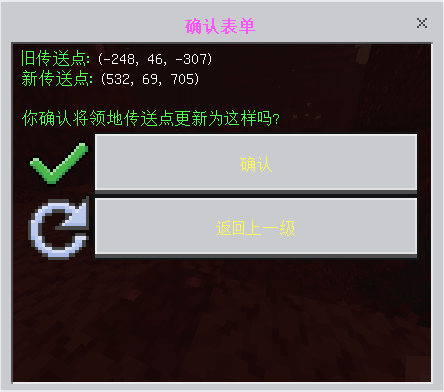 确认表单
旧传送点: (-248, 46, -307)
新传送点: (532, 69, 705)
你确认将领地传送点更新为这样吗?
确认
返回上一级